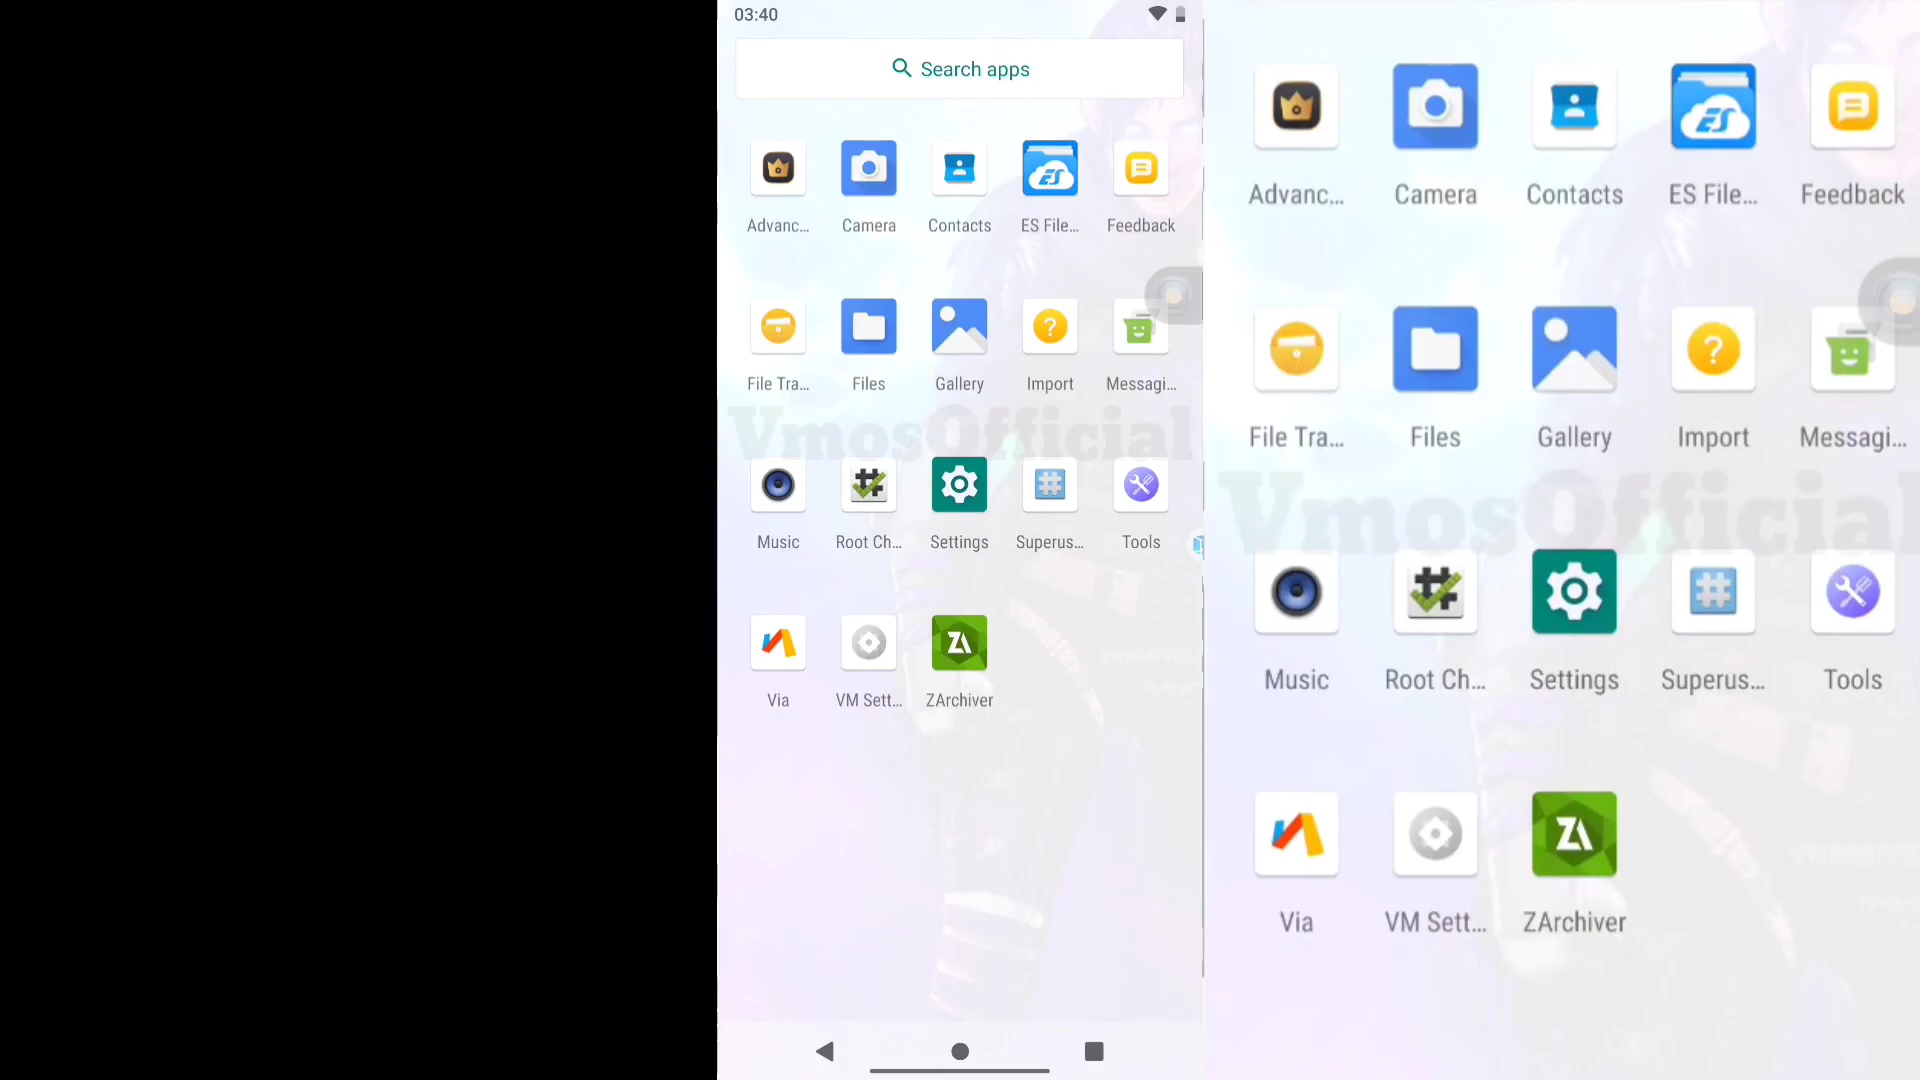 03:40
Search apps
Advanc... Camera Contacts ES File... Feedback
File Tra... Files Gallery Import Messagi...
VmosOfficial
Music Root Ch... Settings Superus... Tools
Via VM Sett... ZArchiver
Advanc... Camera Contacts ES File... Feedback
File Tra... Files Gallery Import Messagi...
VmosOfficial
Music Root Ch... Settings Superus... Tools
Via VM Sett... ZArchiver